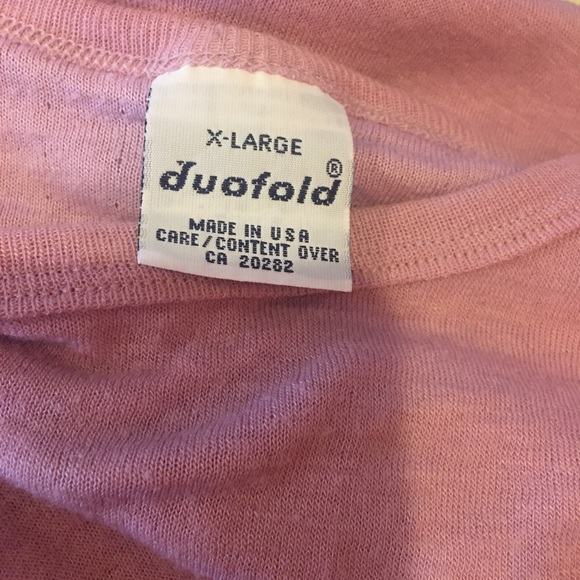 X-LARGE
duofold®
MADE IN USA
CARE/CONTENT OVER
CA 20282